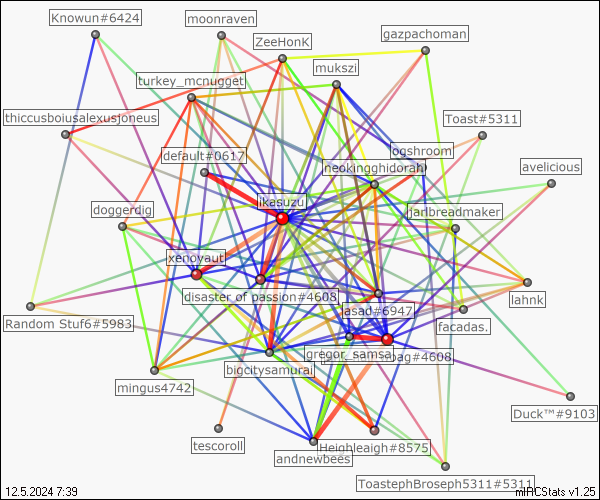 Knowun#6424
moonraven
gazpachoman
ZeeHonK
mukszi
turkey_mcnugget
thiccusboiusalexusjoneus
Toast#5311
ogshroom
default#0617
neokingghidorah
avelicious
ikasuzu
doggerdig
jarlbreadmaker
xenoyaut
disaster of passion#4608
lahnk
Random Stuf6#5983
lasad#6947
facadas.
gregor_samsa.
bag#4608
bigcitysamurai
mingus4742
Duck™#9103
tescoroll
Heighleaigh#8575
andnewbees
ToastephBroseph5311#5311
12.5.2024 7:39
mIRCStats v1.25